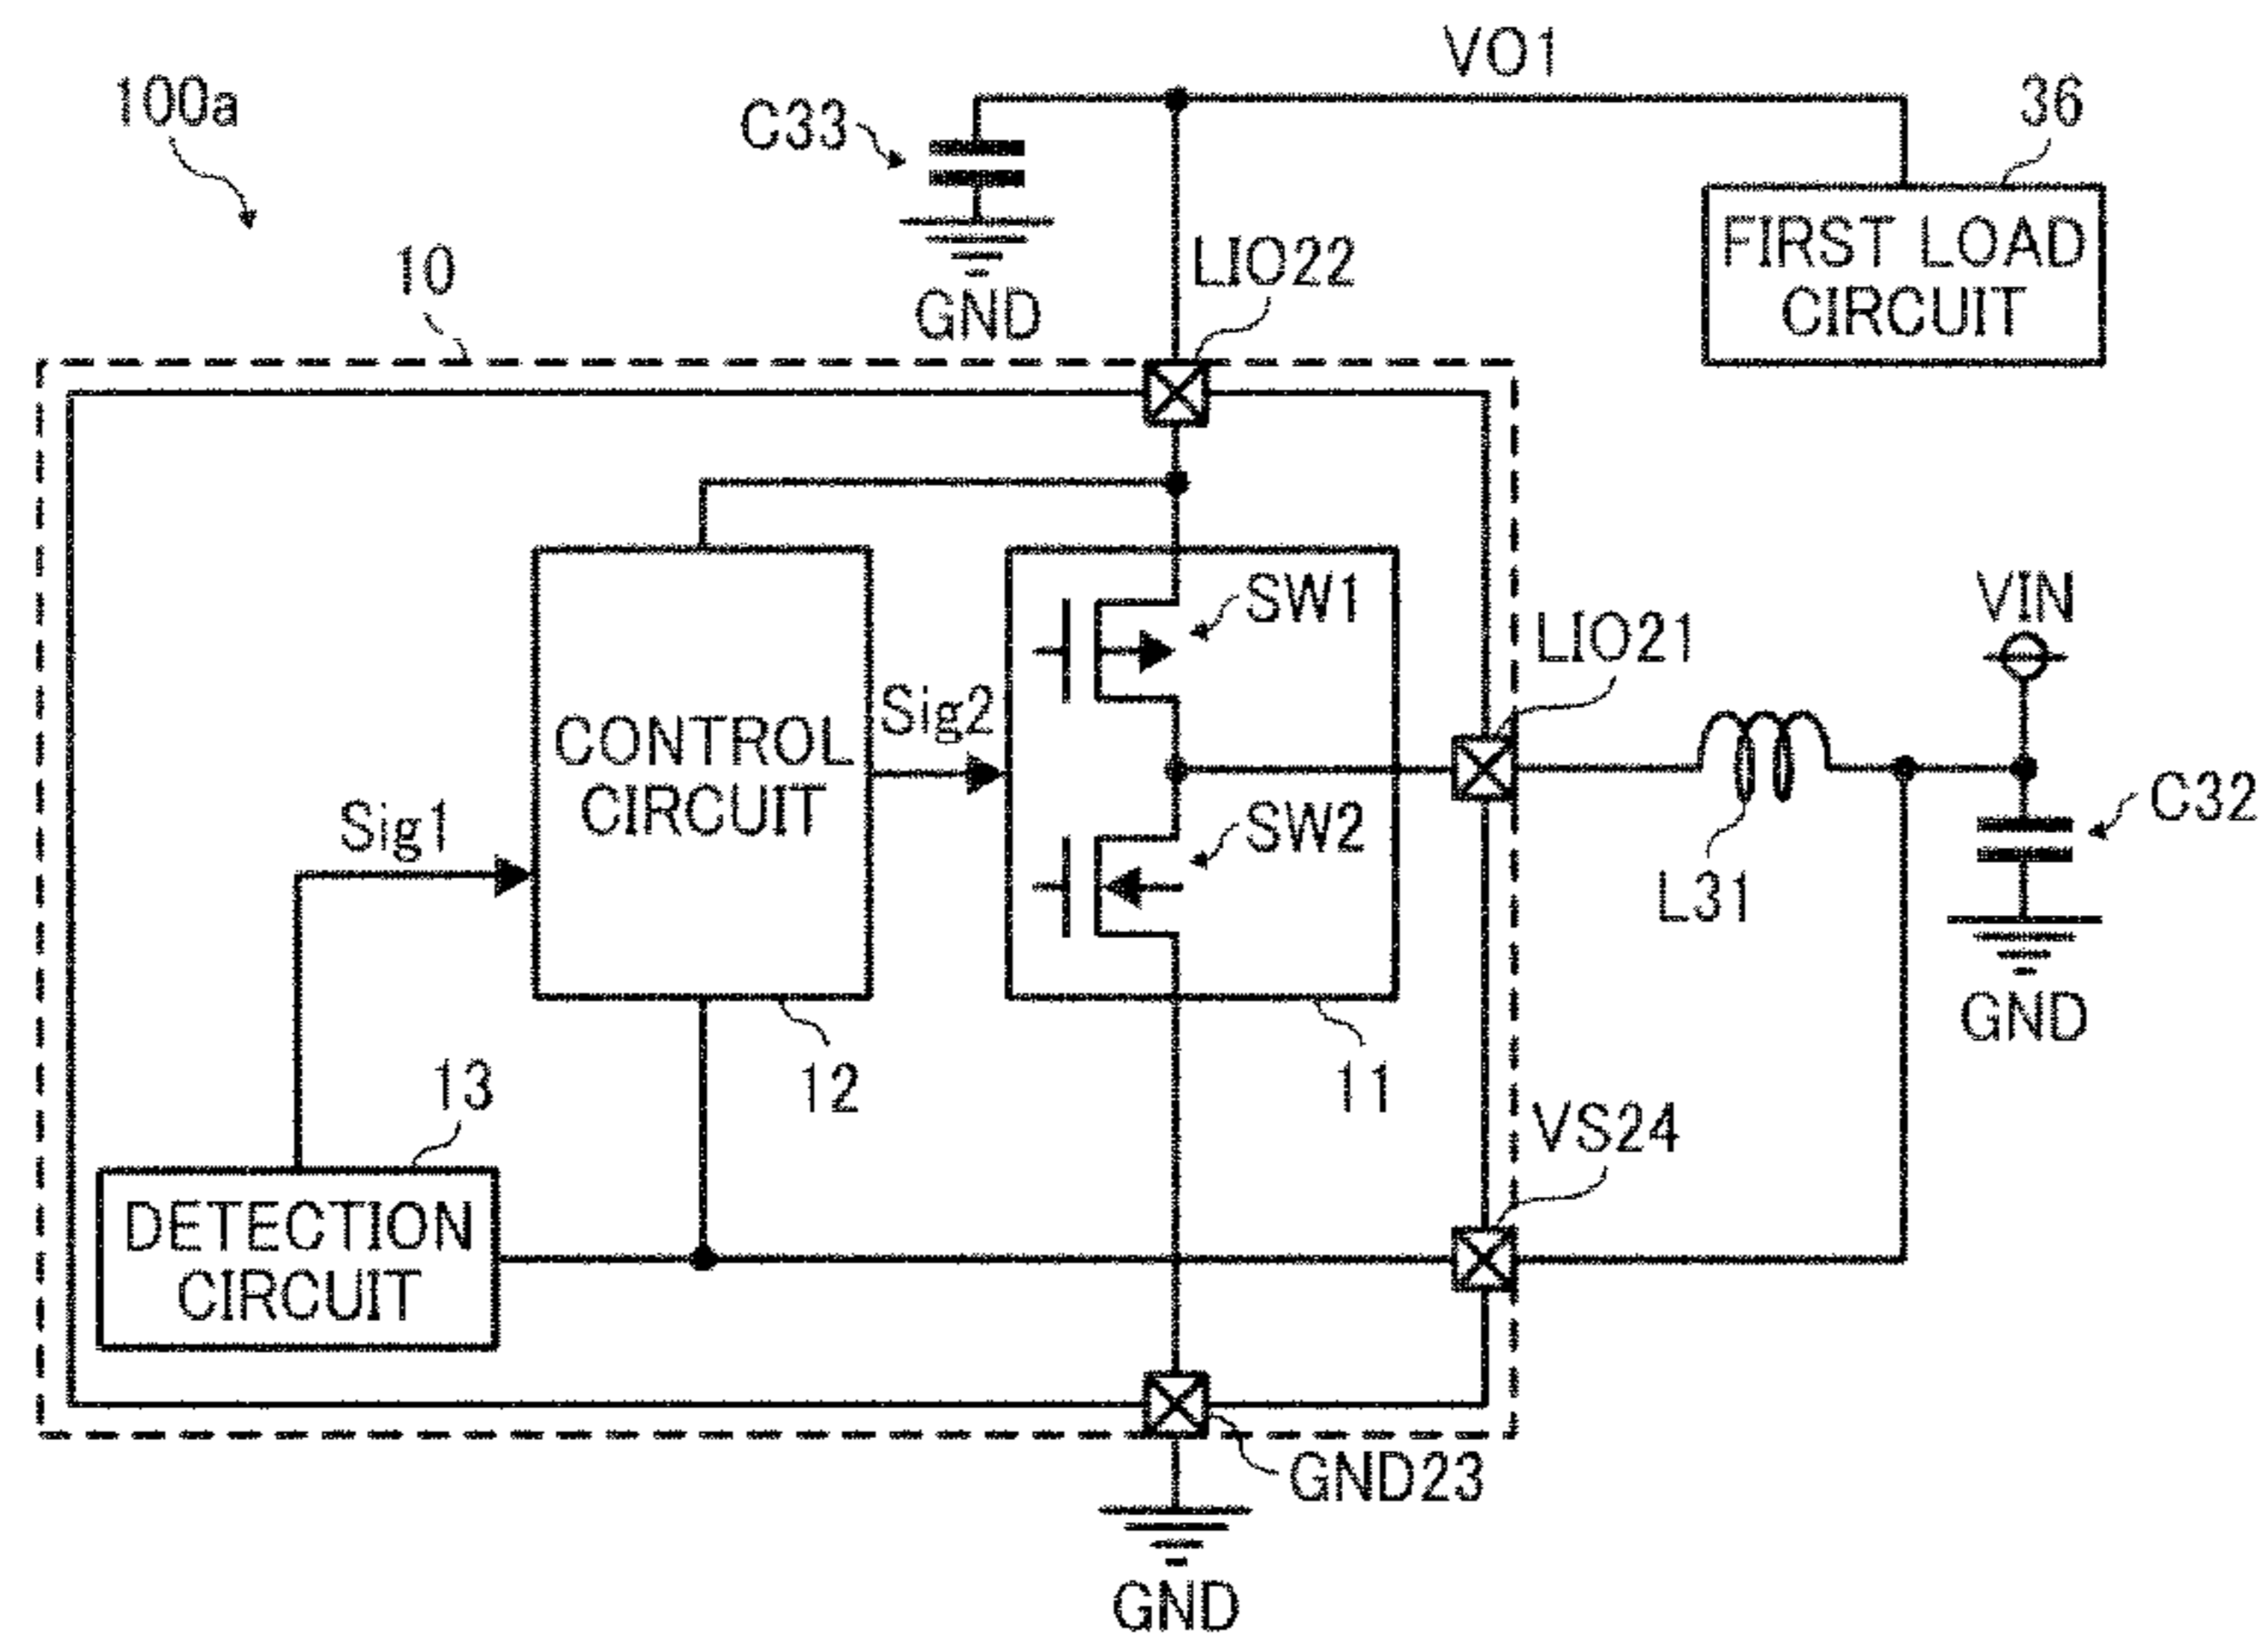 VO1
100a
C33
36
FIRST LOAD
CIRCUIT
10
LIO22
GND
SW1
VIN
LIO21
Sig2
CONTROL
CIRCUIT
C32
Sig1
SW2
L31
GND
13
12
11
VS24
DETECTION
CIRCUIT
GND23
GND